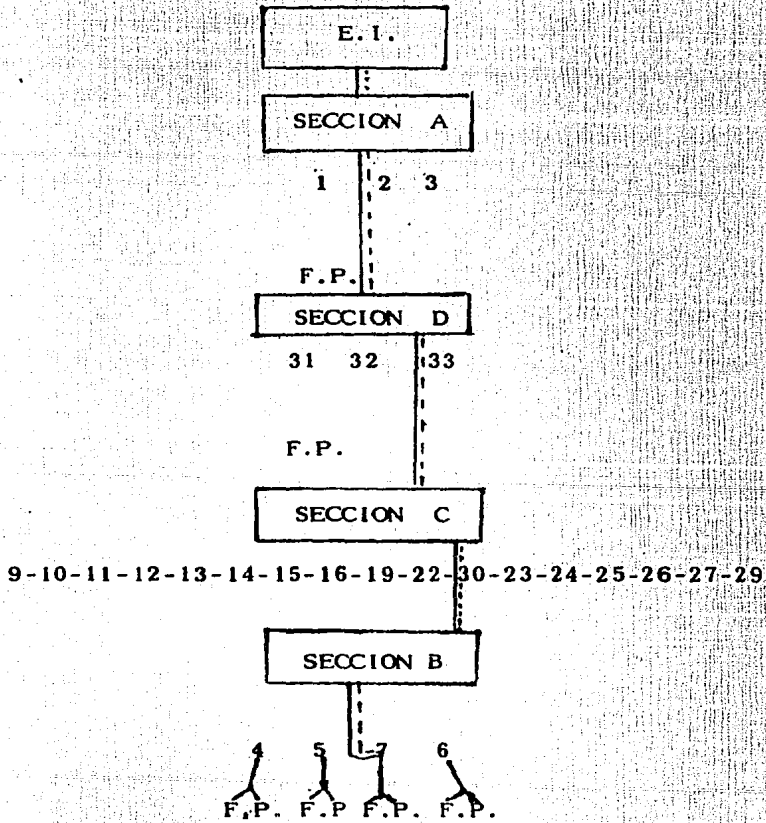 E.I.
SECCION A
1 2 3
F.P.
SECCION D
31 32 33
F.P.
SECCION C
9-10-11-12-13-14-15-16-19-22-30-23-24-25-26-27-29
SECCION B
4 5 -7 6
F.P. F.P F.P. F.P.